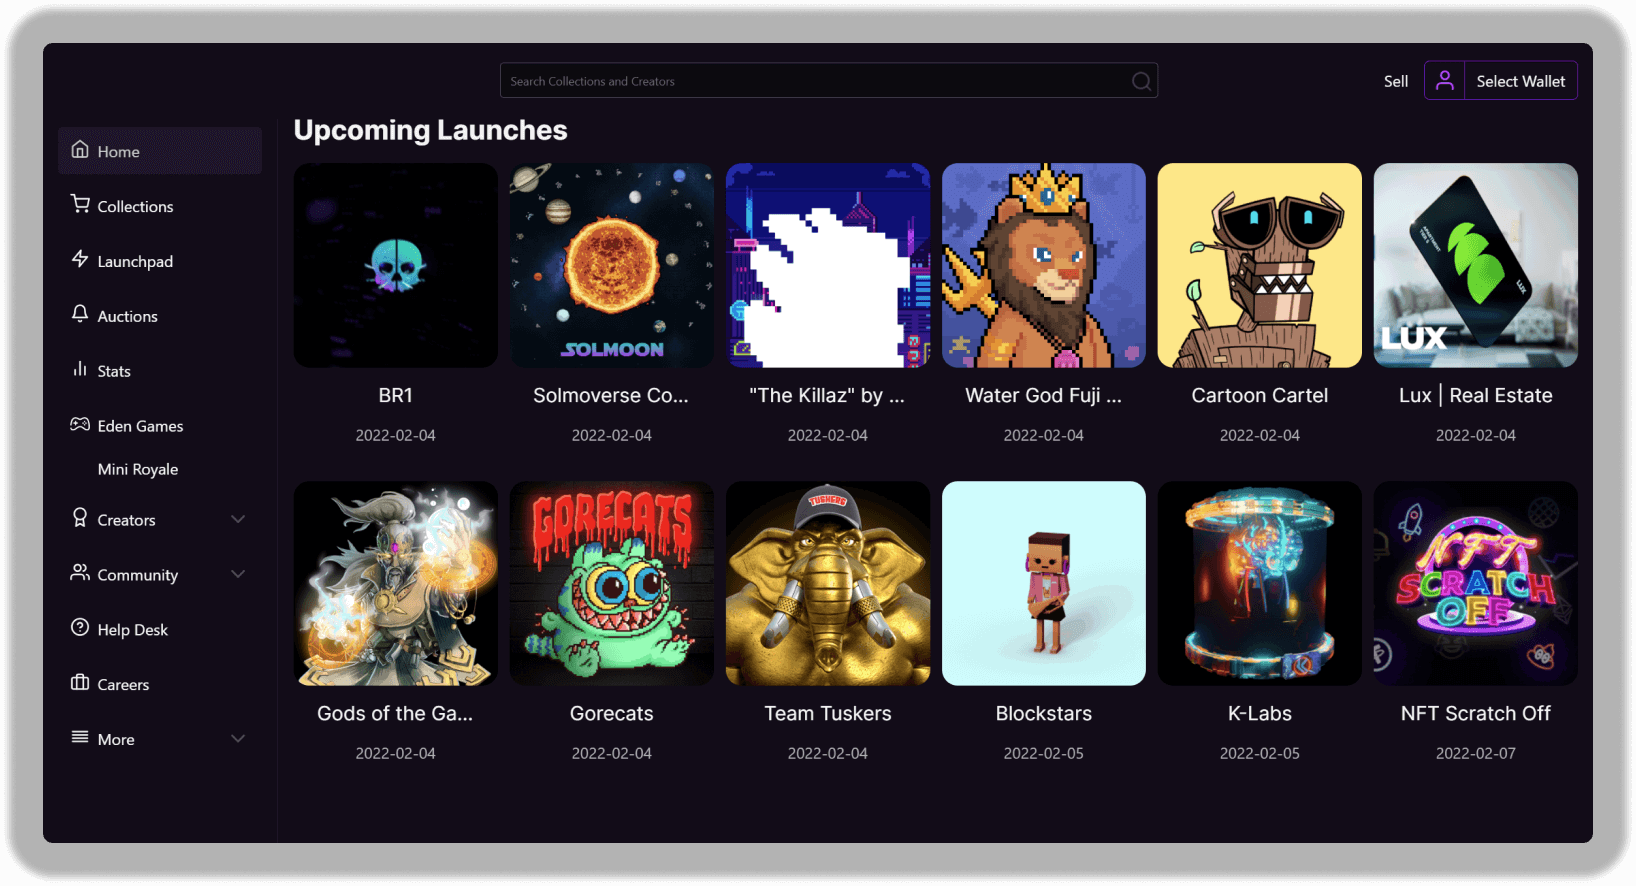 Search Collections and Creators
Sell
Select Wallet
Home
Collections
Launchpad
Auctions
Stats
Eden Games
Mini Royale
Creators
Community
Help Desk
Careers
More
Upcoming Launches
SOLMOON
LUX
LUX
BR1
Solmoverse Co...
"The Killaz" by ...
Water God Fuji ...
Cartoon Cartel
Lux | Real Estate
2022-02-04
2022-02-04
2022-02-04
2022-02-04
2022-02-04
2022-02-04
GORECATS
TUSKERS
NFT
SCRATCH
OFF
Gods of the Ga...
Gorecats
Team Tuskers
Blockstars
K-Labs
NFT Scratch Off
2022-02-04
2022-02-04
2022-02-04
2022-02-05
2022-02-05
2022-02-07